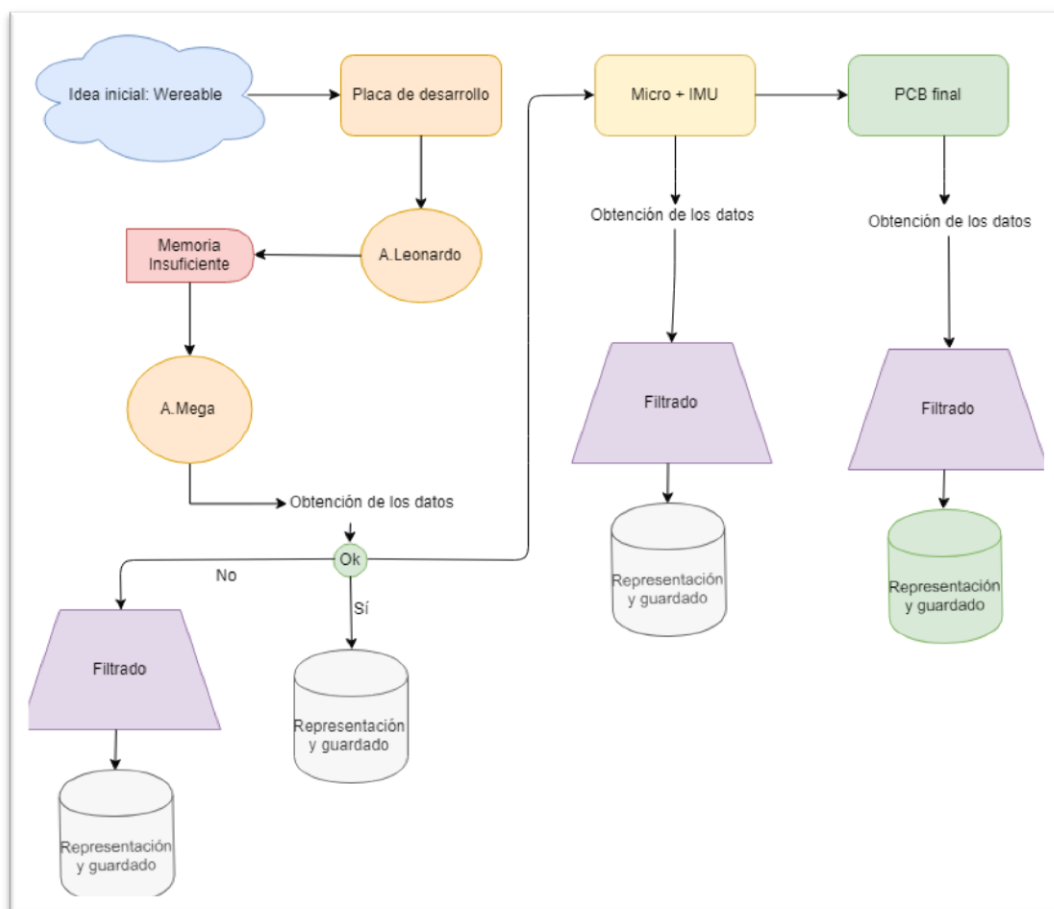 Idea inicial: Wereable
Placa de desarrollo
Micro + IMU
PCB final
Obtención de los datos
Obtención de los datos
Memoria
Insuficiente
A.Leonardo
A.Mega
Filtrado
Filtrado
Obtención de los datos
Ok
No
Sí
Representación
y guardado
Representación
y guardado
Filtrado
Representación
y guardado
Representación
y guardado